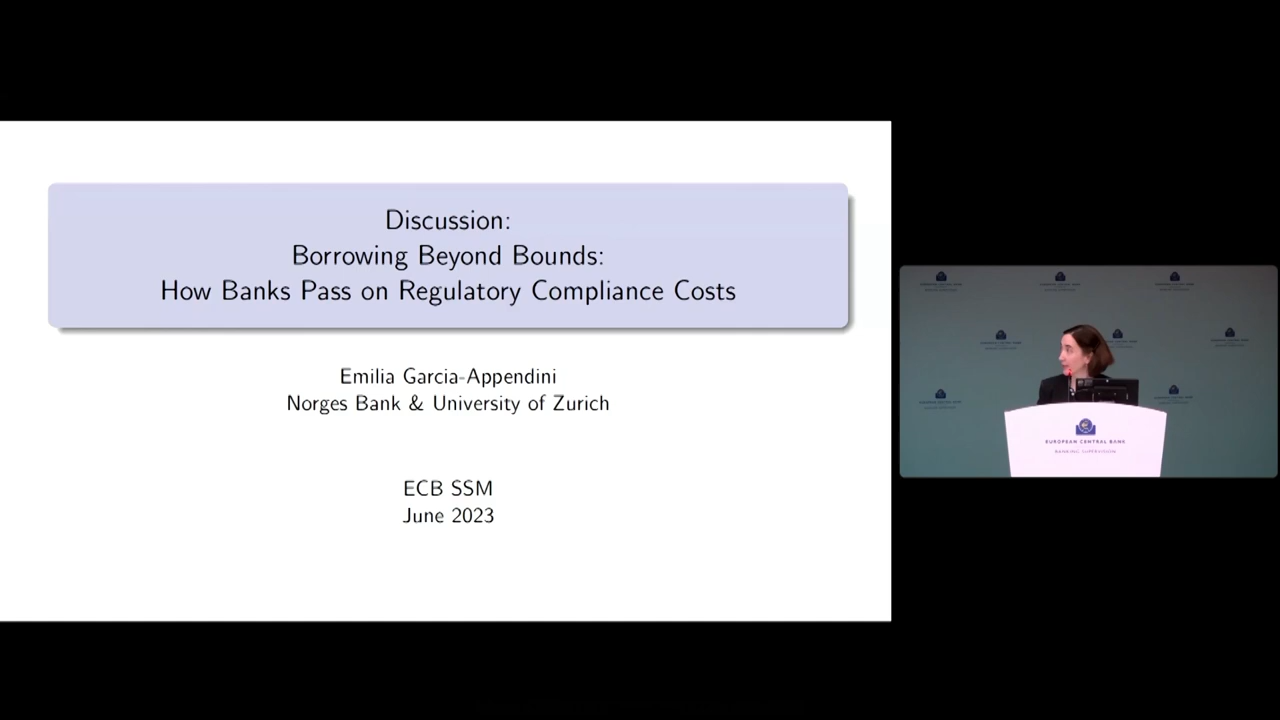 Discussion:
Borrowing Beyond Bounds:
How Banks Pass on Regulatory Compliance Costs
Emilia Garcia-Appendini
Norges Bank & University of Zurich
ECB SSM
June 2023
EUROPEAN CENTRAL BANK
BANKING SUPERVISION